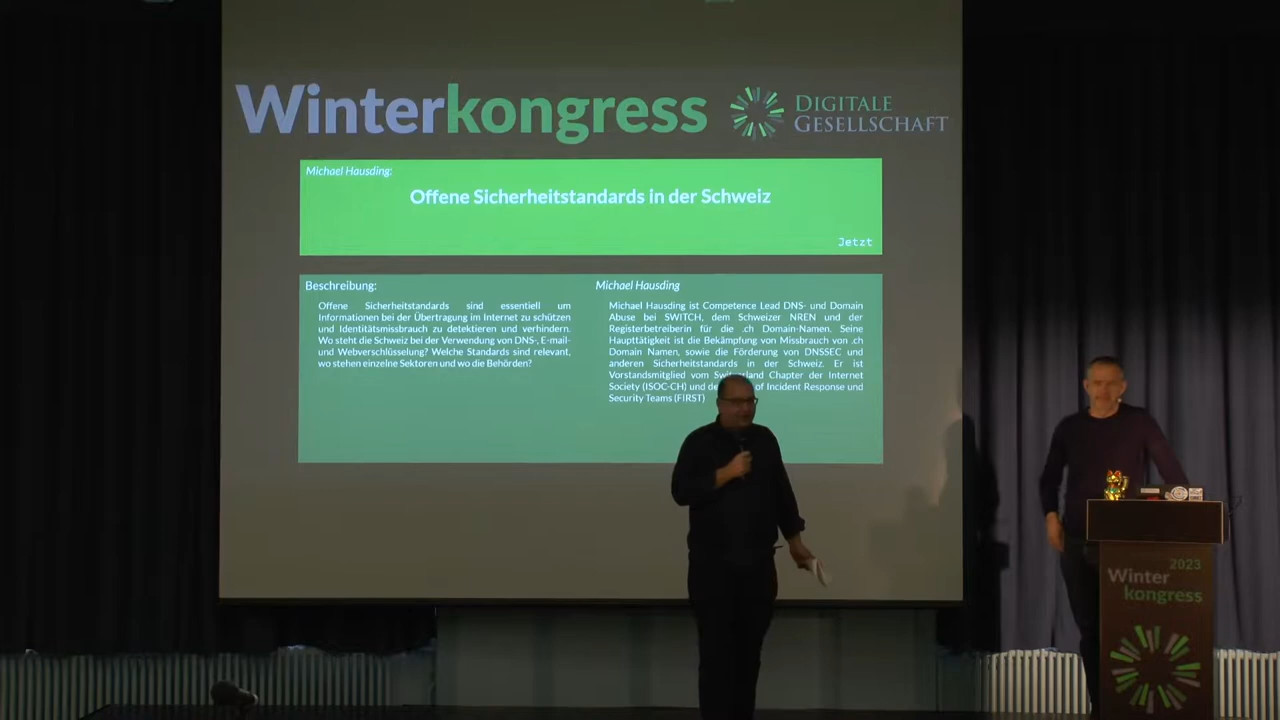 Winterkongress
DIGITALE
GESELLSCHAFT
Michael Hausding:
Offene Sicherheitstandards in der Schweiz
Jetzt
Beschreibung:
Offene Sicherheitstandards sind essentiell um
Informationen bei der Übertragung im Internet zu schützen
und Identitätsmissbrauch zu detektieren und verhindern.
Wo steht die Schweiz bei der Verwendung von DNS-, E-mail-
und Webverschlüsselung? Welche Standards sind relevant,
wo stehen einzelne Sektoren und wo die Behörden?
Michael Hausding
Michael Hausding ist Competence Lead DNS- und Domain
Abuse bei SWITCH, dem Schweizer NREN und der
Registerbetreiberin für die .ch Domain-Namen. Seine
Haupttätigkeit ist die Bekämpfung von Missbrauch von .ch
Domain Namen, sowie die Förderung von DNSSEC und
anderen Sicherheitstandards in der Schweiz. Er ist
Vorstandsmitglied vom Switzerland Chapter der Internet
Society (ISOC-CH) und of Incident Response und
Security Teams (FIRST)
2023
Winter
kongress